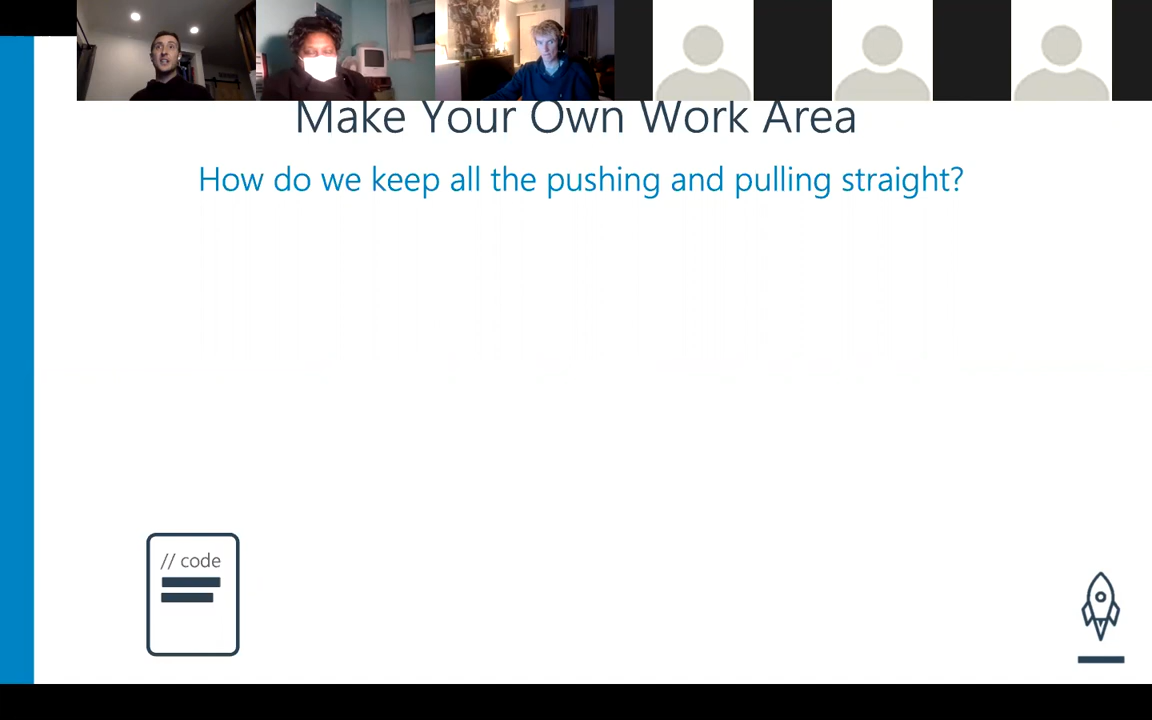 Make Your Own Work Area
How do we keep all the pushing and pulling straight?
// code